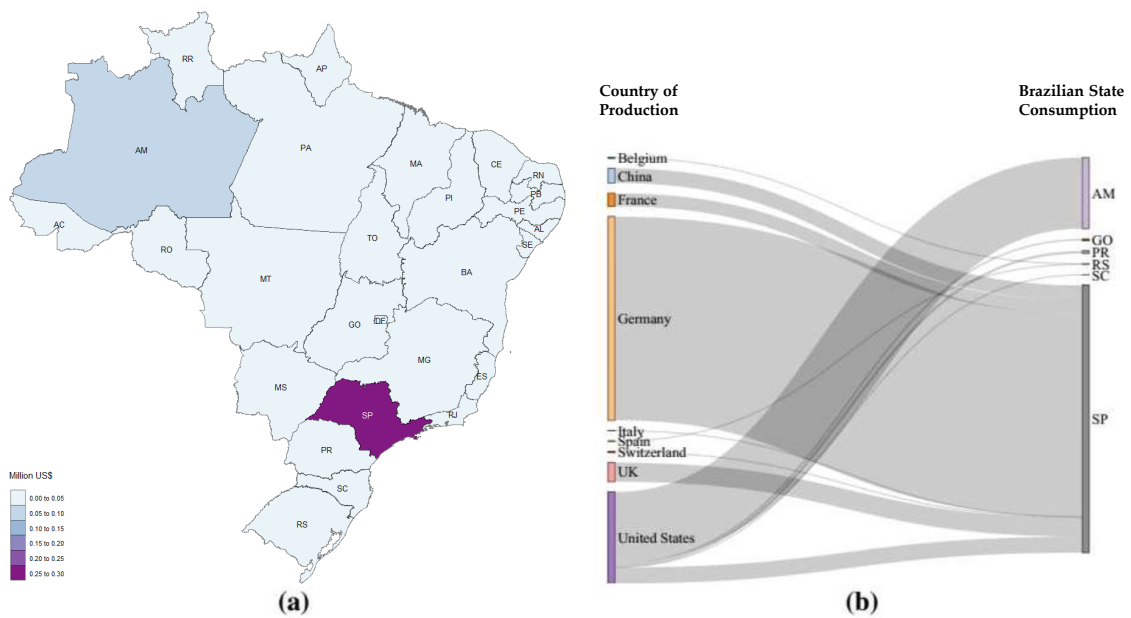 RR
AP
AM
PA
MA
CE
RN
PB
PI
PE
AL
SE
AC
RO
TO
BA
MT
GO
DF
MG
ES
MS
SP
RJ
PR
SC
RS
Million US$
0.00 to 0.05
0.05 to 0.10
0.10 to 0.15
0.15 to 0.20
0.20 to 0.25
0.25 to 0.30
(a)
Country of
Production
Brazilian State
Consumption
Belgium
China
France
Germany
Italy
Spain
Switzerland
UK
United States
AM
GO
PR
RS
SC
SP
(b)